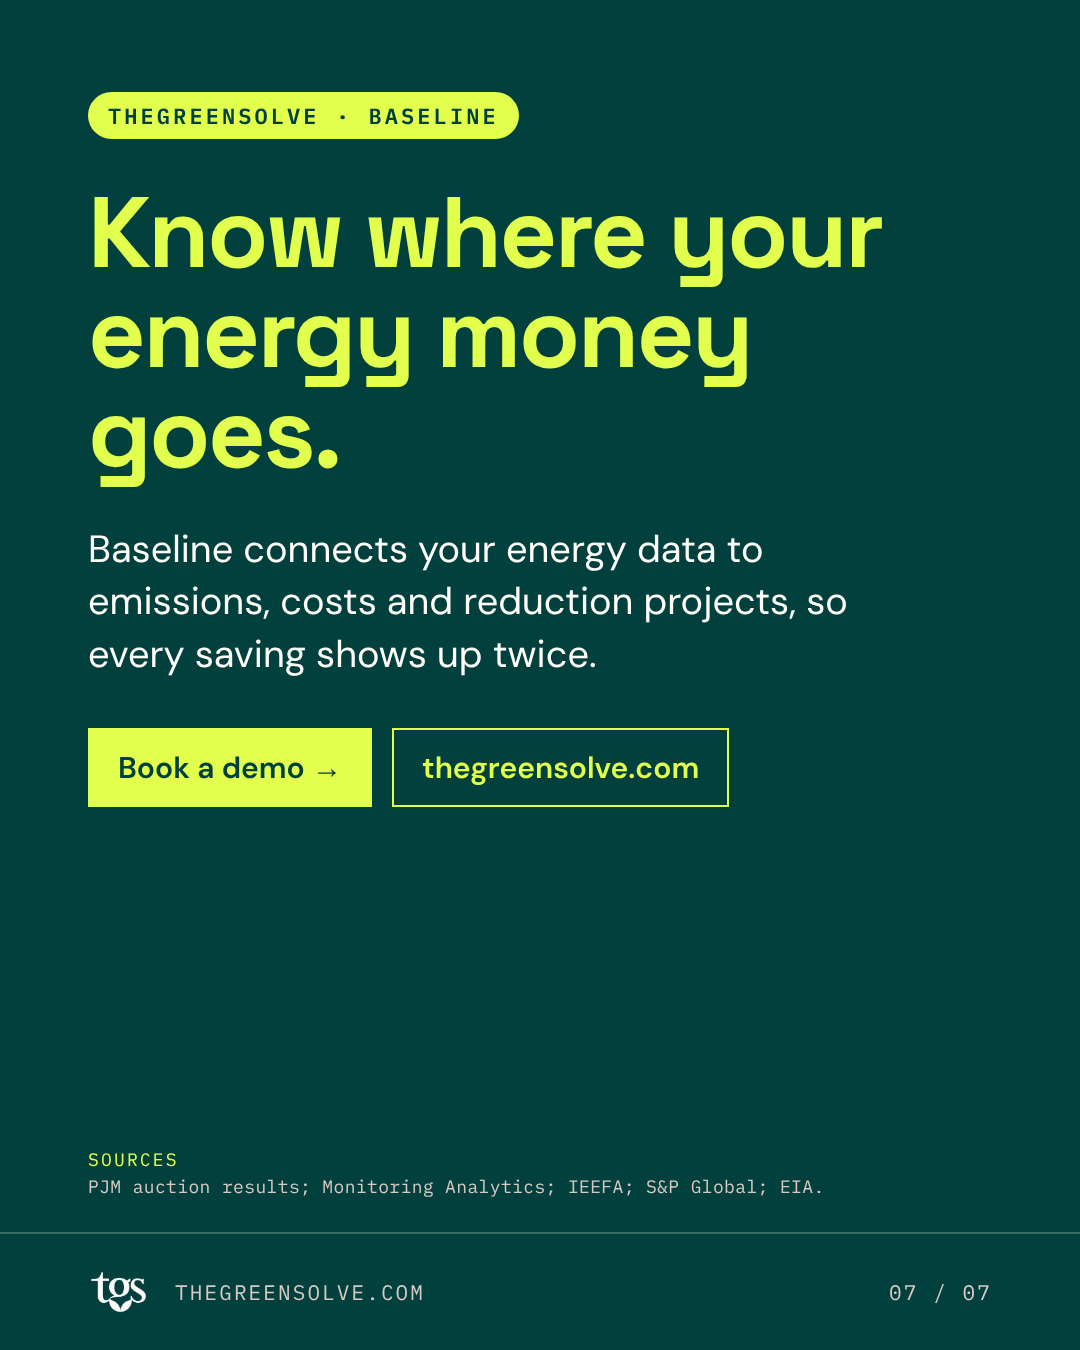 THEGREENSOLVE · BASELINE
Know where your
energy money
goes.
Baseline connects your energy data to
emissions, costs and reduction projects, so
every saving shows up twice.
Book a demo →
thegreensolve.com
SOURCES
PJM auction results; Monitoring Analytics; IEEFA; S&P Global; EIA.
tgs THEGREENSOLVE.COM 07 / 07